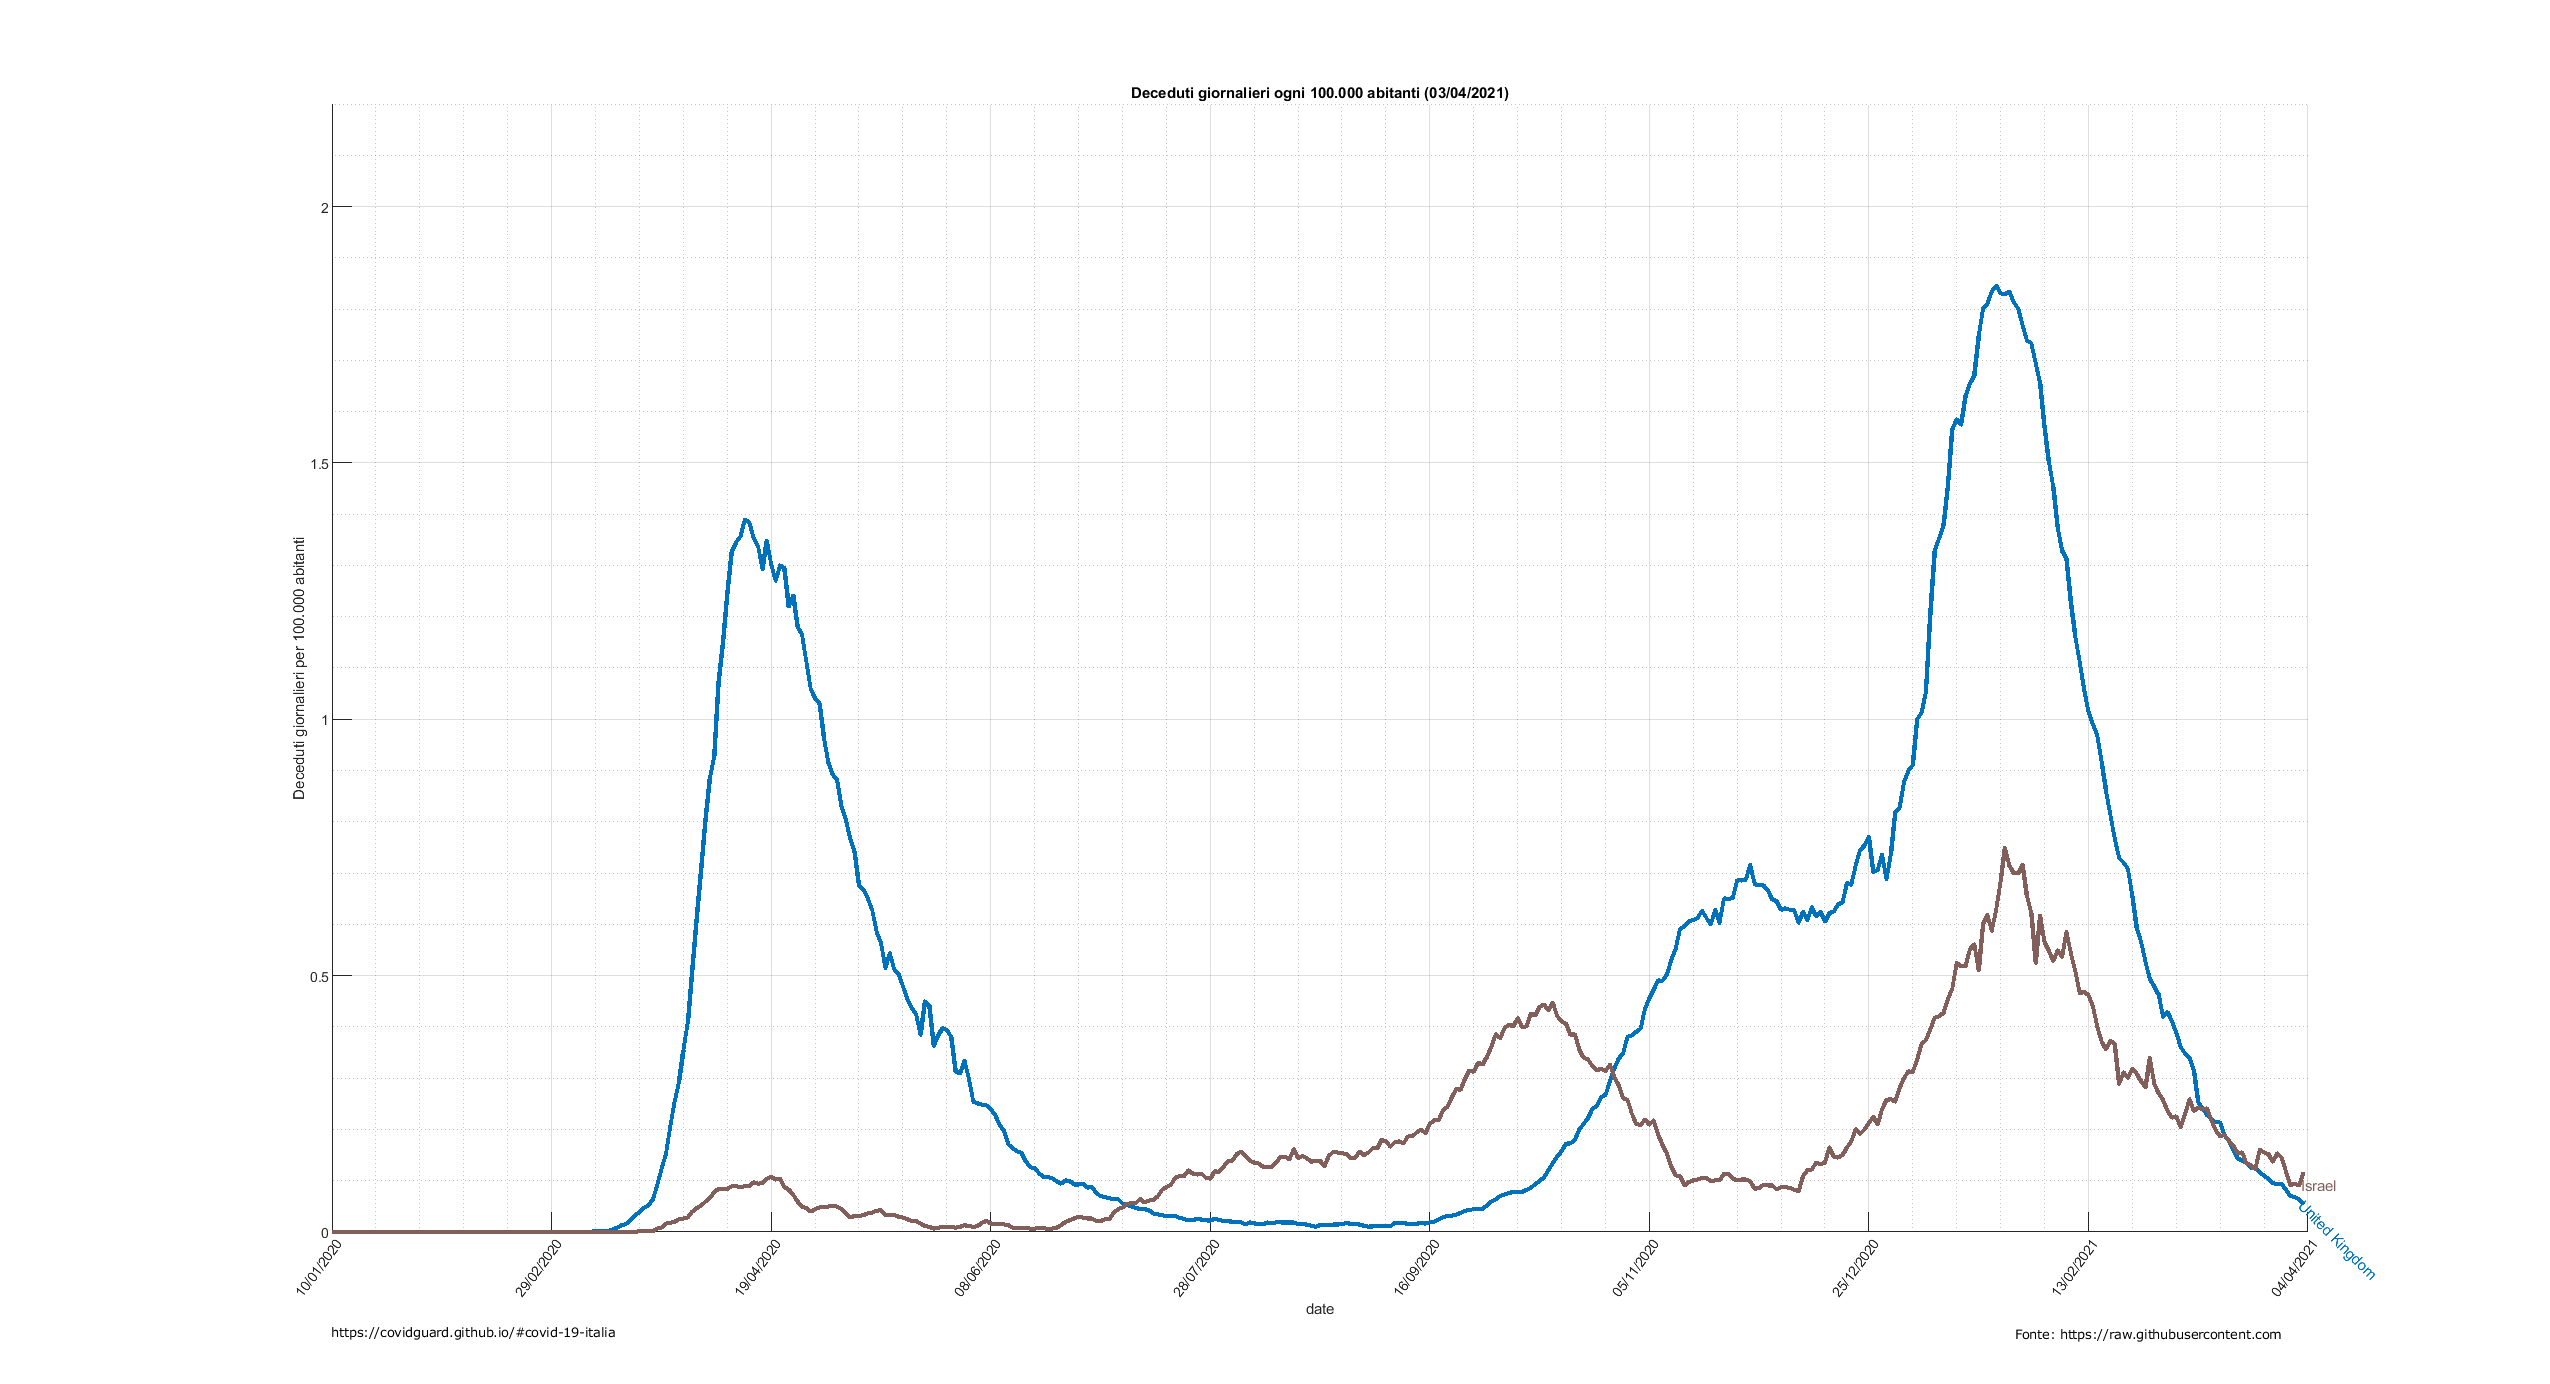 Deceduti giornalieri ogni 100.000 abitanti (03/04/2021)
Deceduti giornalieri per 100.000 abitanti
2
1.5
1
0.5
0
10/01/2020
29/02/2020
19/04/2020
08/06/2020
28/07/2020
16/09/2020
05/11/2020
25/12/2020
13/02/2021
04/04/2021
Israel
United Kingdom
date
https://covidguard.github.io/#covid-19-italia
Fonte: https://raw.githubusercontent.com